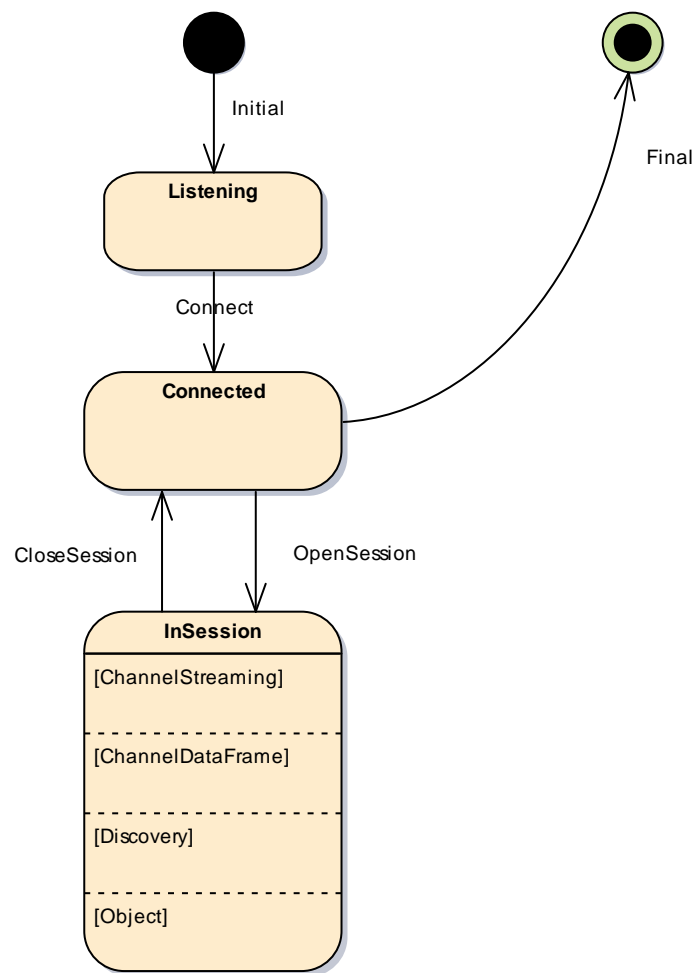 Initial
Final
Listening
Connect
Connected
CloseSession
OpenSession
InSession
[ChannelStreaming]
[ChannelDataFrame]
[Discovery]
[Object]